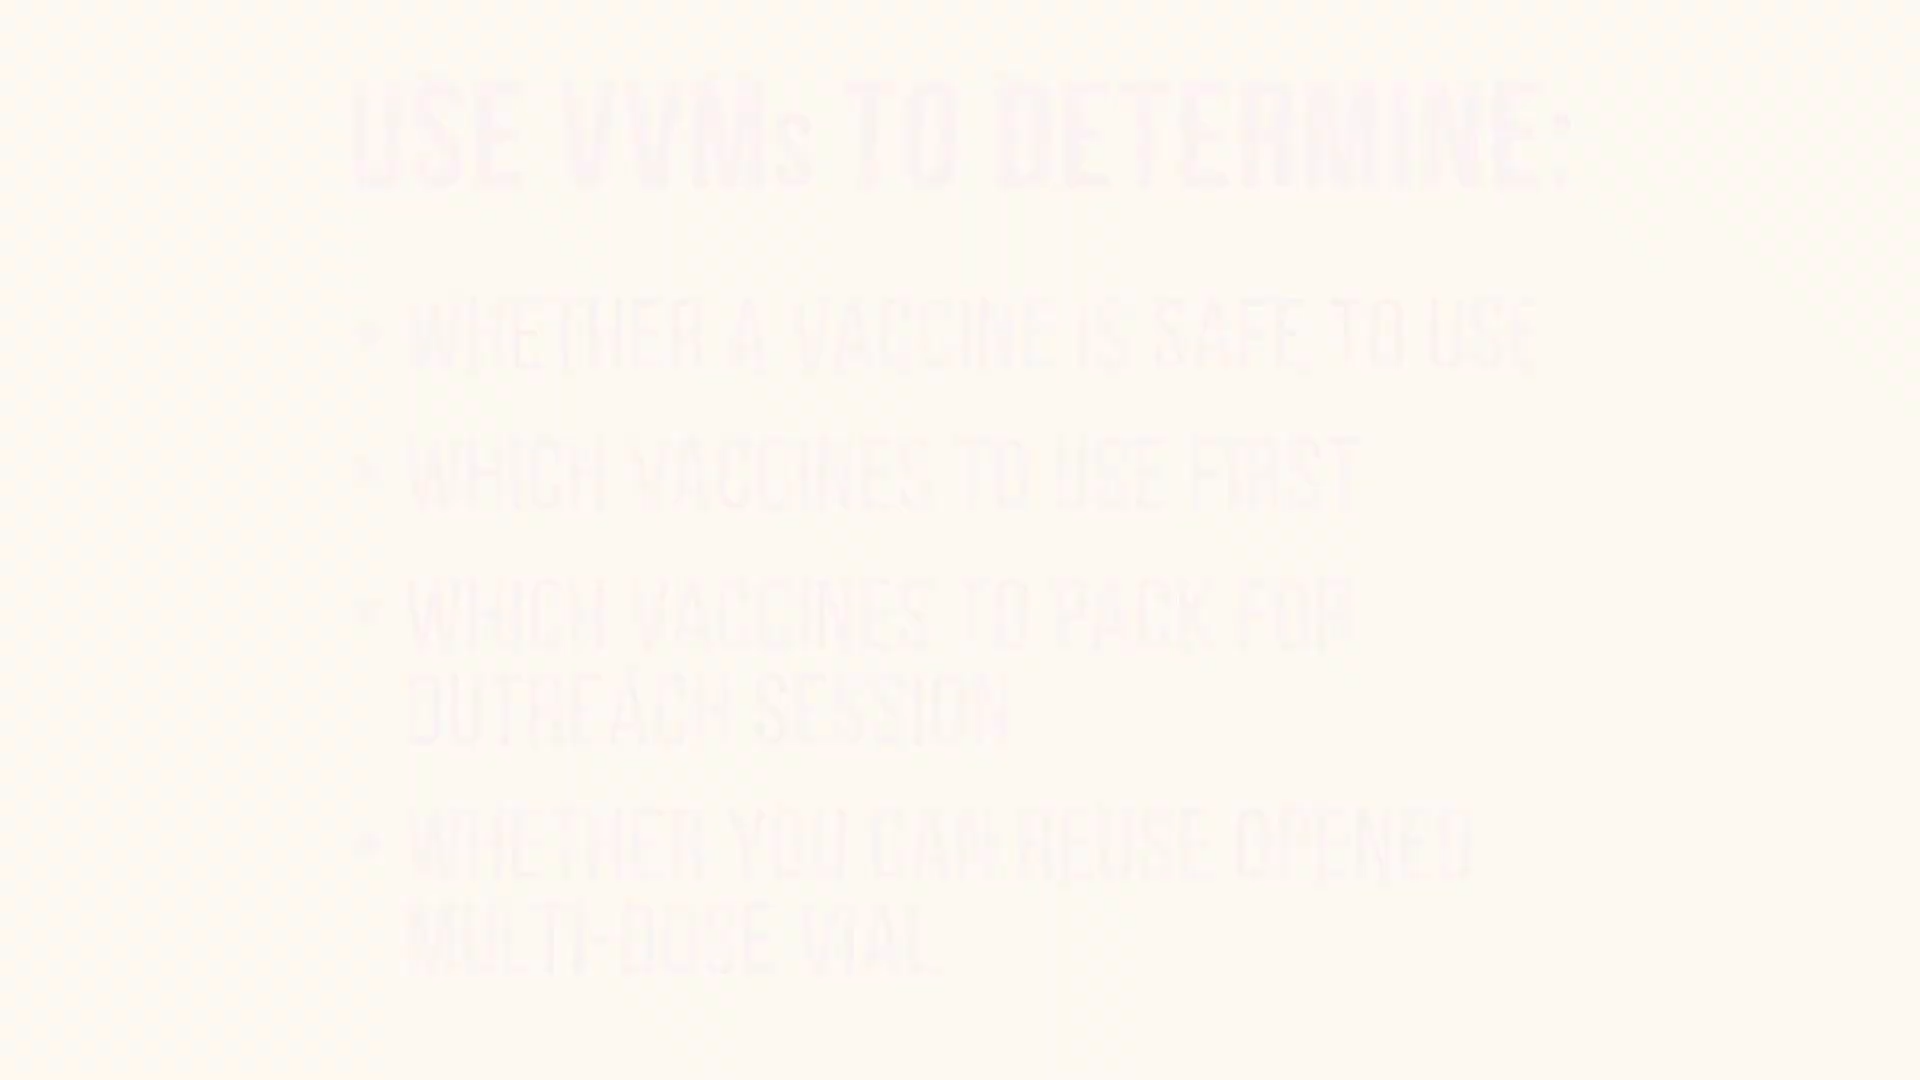 USE VVMs TO DETERMINE:
• WHETHER A VACCINE IS SAFE TO USE
• WHICH VACCINES TO USE FIRST
• WHICH VACCINES TO PACK FOR
OUTREACH SESSION
• WHETHER YOU CAN REUSE OPENED
MULTI-DOSE VIAL